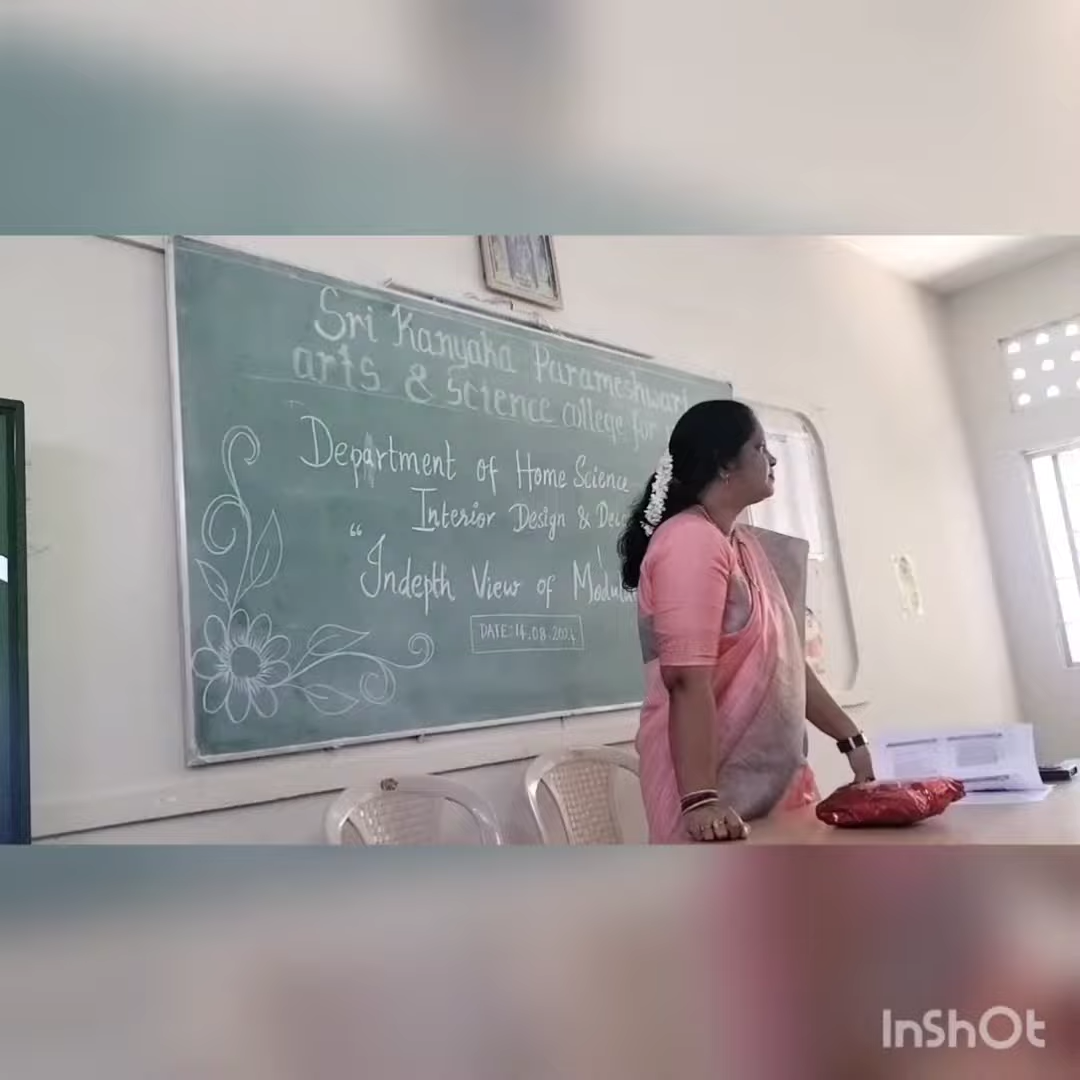 Sri Kanyaka Parameshwari
arts & Science college for
Department of Home Science
Interior Design &
"Indepth View of
DATE: 14.08.2024
InShOt